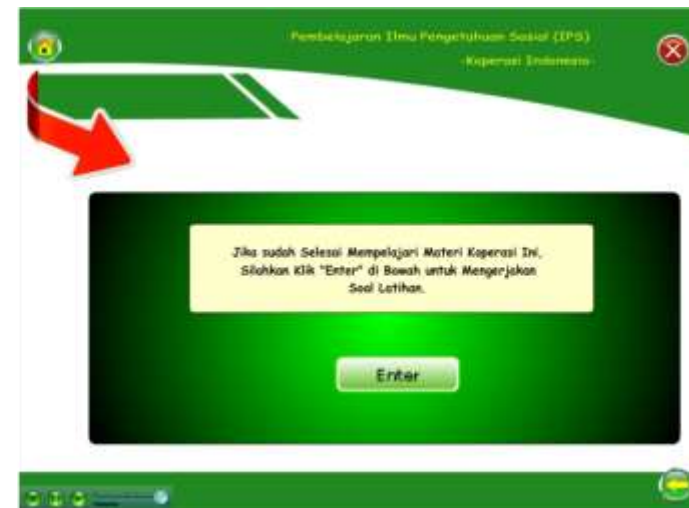 Pembelajaran Ilmu Pengetahuan Sosial (IPS)
-Koperasi Indonesia-
Jika sudah Selesai Mempelajari Materi Koperasi Ini,
Silahkan Klik "Enter" di Bawah untuk Mengerjakan
Soal Latihan.
Enter